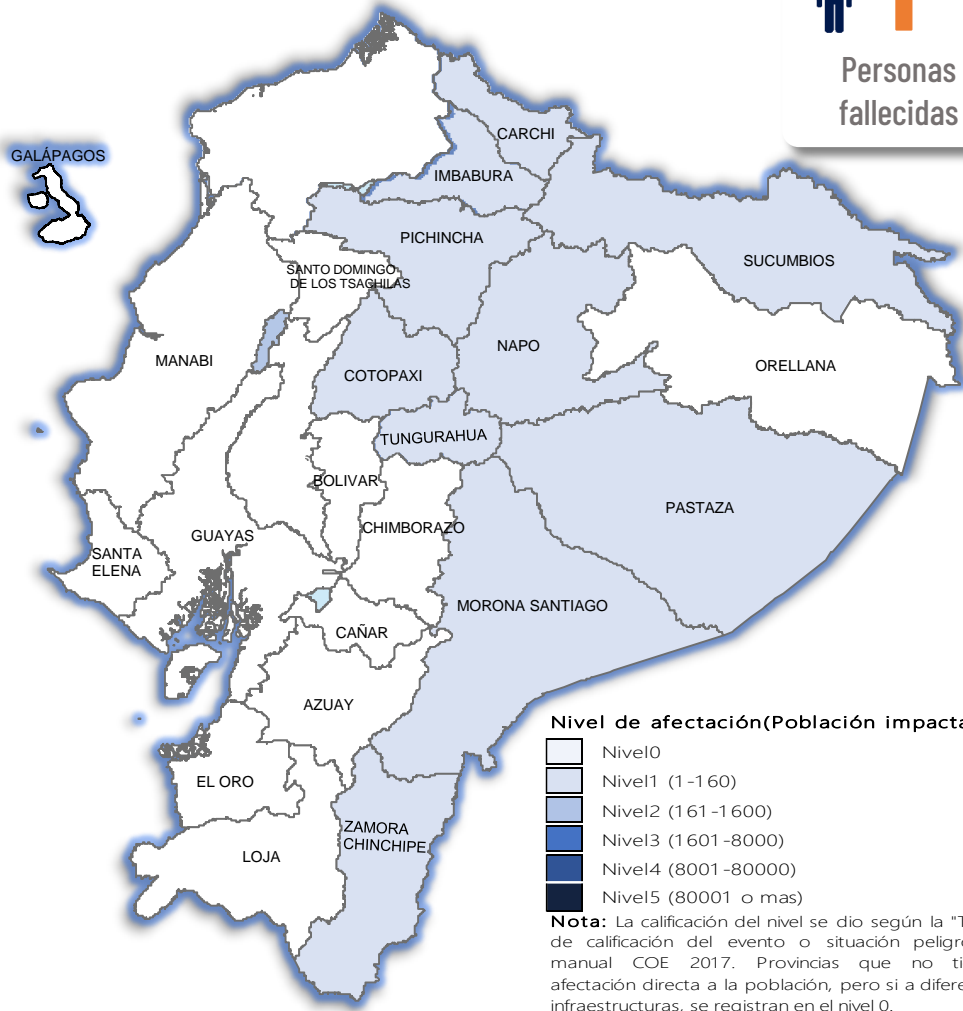 Personas
fallecidas
GALÁPAGOS
CARCHI
IMBABURA
PICHINCHA
SUCUMBIOS
SANTO DOMINGO
DE LOS TSACHILAS
NAPO
MANABI
ORELLANA
COTOPAXI
TUNGURAHUA
BOLIVAR
PASTAZA
CHIMBORAZO
GUAYAS
SANTA
ELENA
MORONA SANTIAGO
CAÑAR
AZUAY
EL ORO
ZAMORA
CHINCHIPE
LOJA
Nivel de afectación(Población impacta
Nivel0
Nivel1 (1-160)
Nivel2 (161-1600)
Nivel3 (1601-8000)
Nivel4 (8001-80000)
Nivel5 (80001 o mas)
Nota: La calificación del nivel se dio según la "T
de calificación del evento o situación peligr
manual COE 2017. Provincias que no ti
afectación directa a la población, pero si a difere
infraestructuras, se registran en el nivel 0.